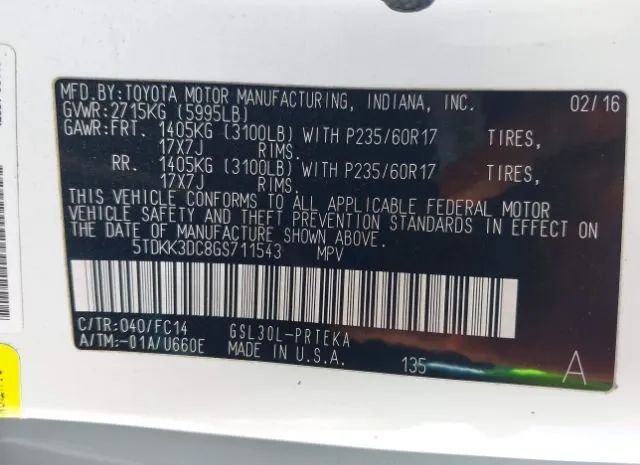 MFD.BY:TOYOTA MOTOR MANUFACTURING, INDIANA, INC. 02/16
GVWR:2715KG (5995LB)
GAWR:FRT. 1405KG (3100LB) WITH P235/60R17 TIRES,
17X7J RIMS.
RR. 1405KG (3100LB) WITH P235/60R17 TIRES,
17X7J RIMS.
THIS VEHICLE CONFORMS TO ALL APPLICABLE FEDERAL MOTOR
VEHICLE SAFETY AND THEFT PREVENTION STANDARDS IN EFFECT ON
THE DATE OF MANUFACTURE SHOWN ABOVE.
5TDKK3DC8GS711543 MPV
C/TR:040/FC14 GSL30L-PRTEKA
A/TM:-01A/U660E MADE IN U.S.A. 135 A